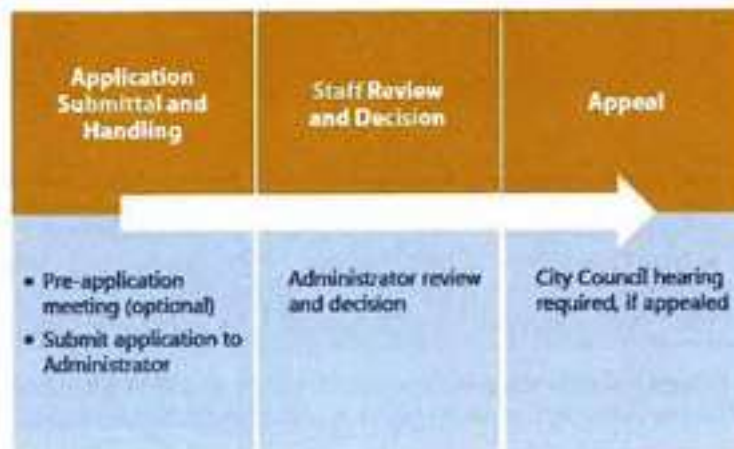 Application
Submittal and
Handling
Staff Review
and Decision
Appeal
• Pre-application
meeting (optional)
• Submit application to
Administrator
Administrator review
and decision
City Council hearing
required, if appealed